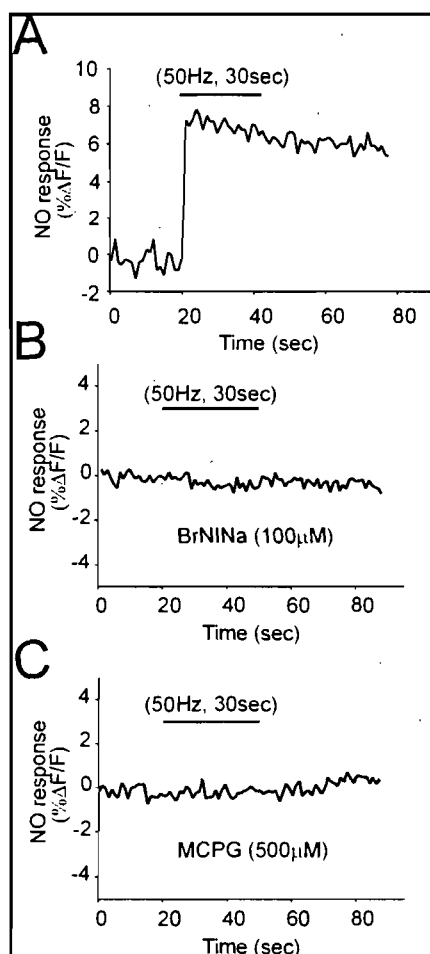 A
(50Hz, 30sec)
NO response
(%ΔF/F)
10
8
6
4
2
0
-2
0 20 40 60 80
Time (sec)
B
(50Hz, 30sec)
NO response
(%ΔF/F)
4
2
0
-2
-4
BrNINa (100μM)
0 20 40 60 80
Time (sec)
C
(50Hz, 30sec)
NO response
(%ΔF/F)
4
2
0
-2
-4
MCPG (500μM)
0 20 40 60 80
Time (sec)